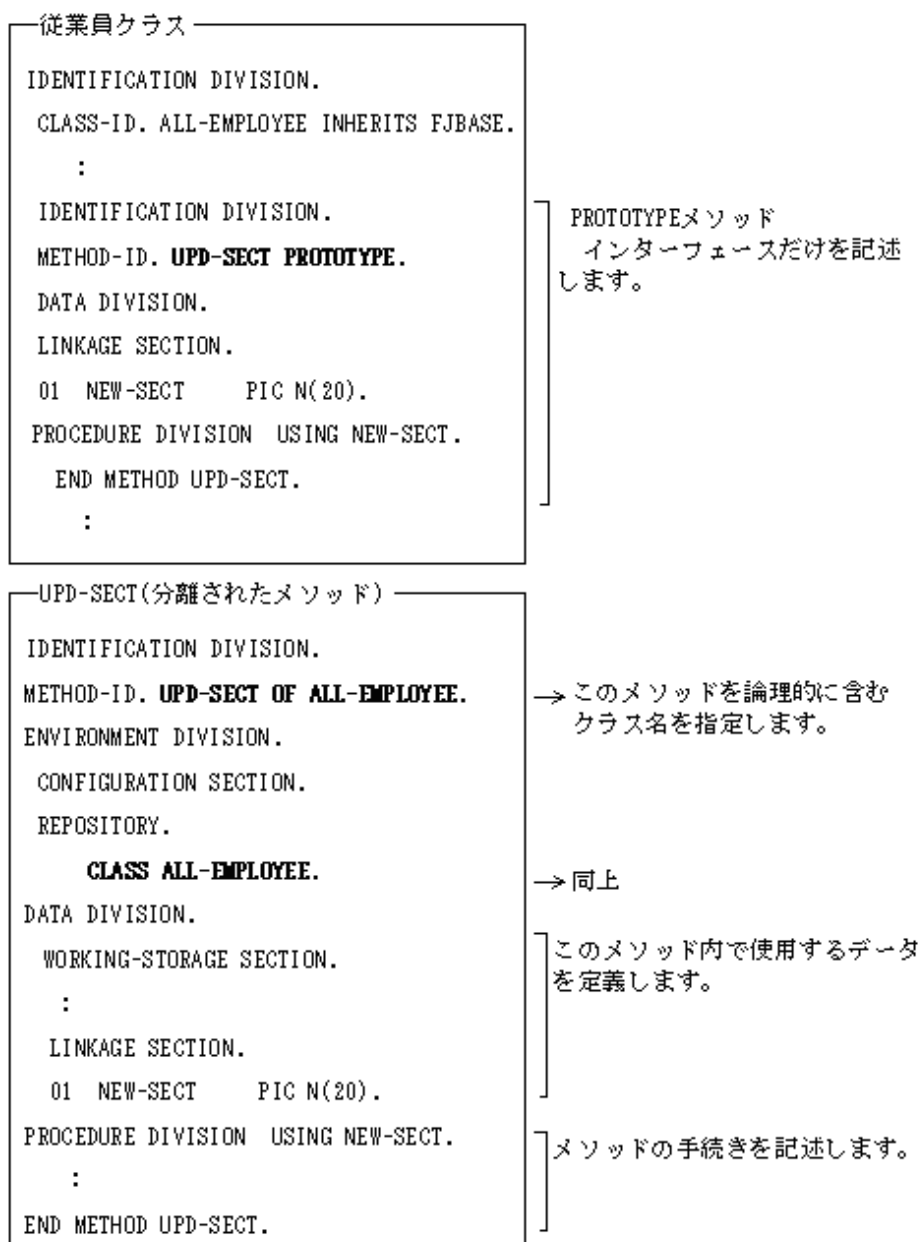 従業員クラス
IDENTIFICATION DIVISION.
CLASS-ID. ALL-EMPLOYEE INHERITS FJBASE.
:
IDENTIFICATION DIVISION.
METHOD-ID. UPD-SECT PROTOTYPE.
DATA DIVISION.
LINKAGE SECTION.
01 NEW-SECT PIC N(20).
PROCEDURE DIVISION USING NEW-SECT.
END METHOD UPD-SECT.
:
PROTOTYPEメソッド
インターフェースだけを記述
します。
UPD-SECT(分離されたメソッド)
IDENTIFICATION DIVISION.
METHOD-ID. UPD-SECT OF ALL-EMPLOYEE.
→このメソッドを論理的に含む
クラス名を指定します。
ENVIRONMENT DIVISION.
CONFIGURATION SECTION.
REPOSITORY.
CLASS ALL-EMPLOYEE.
→同上
DATA DIVISION.
WORKING-STORAGE SECTION.
:
LINKAGE SECTION.
01 NEW-SECT PIC N(20).
このメソッド内で使用するデータ
を定義します。
PROCEDURE DIVISION USING NEW-SECT.
:
END METHOD UPD-SECT.
メソッドの手続きを記述します。